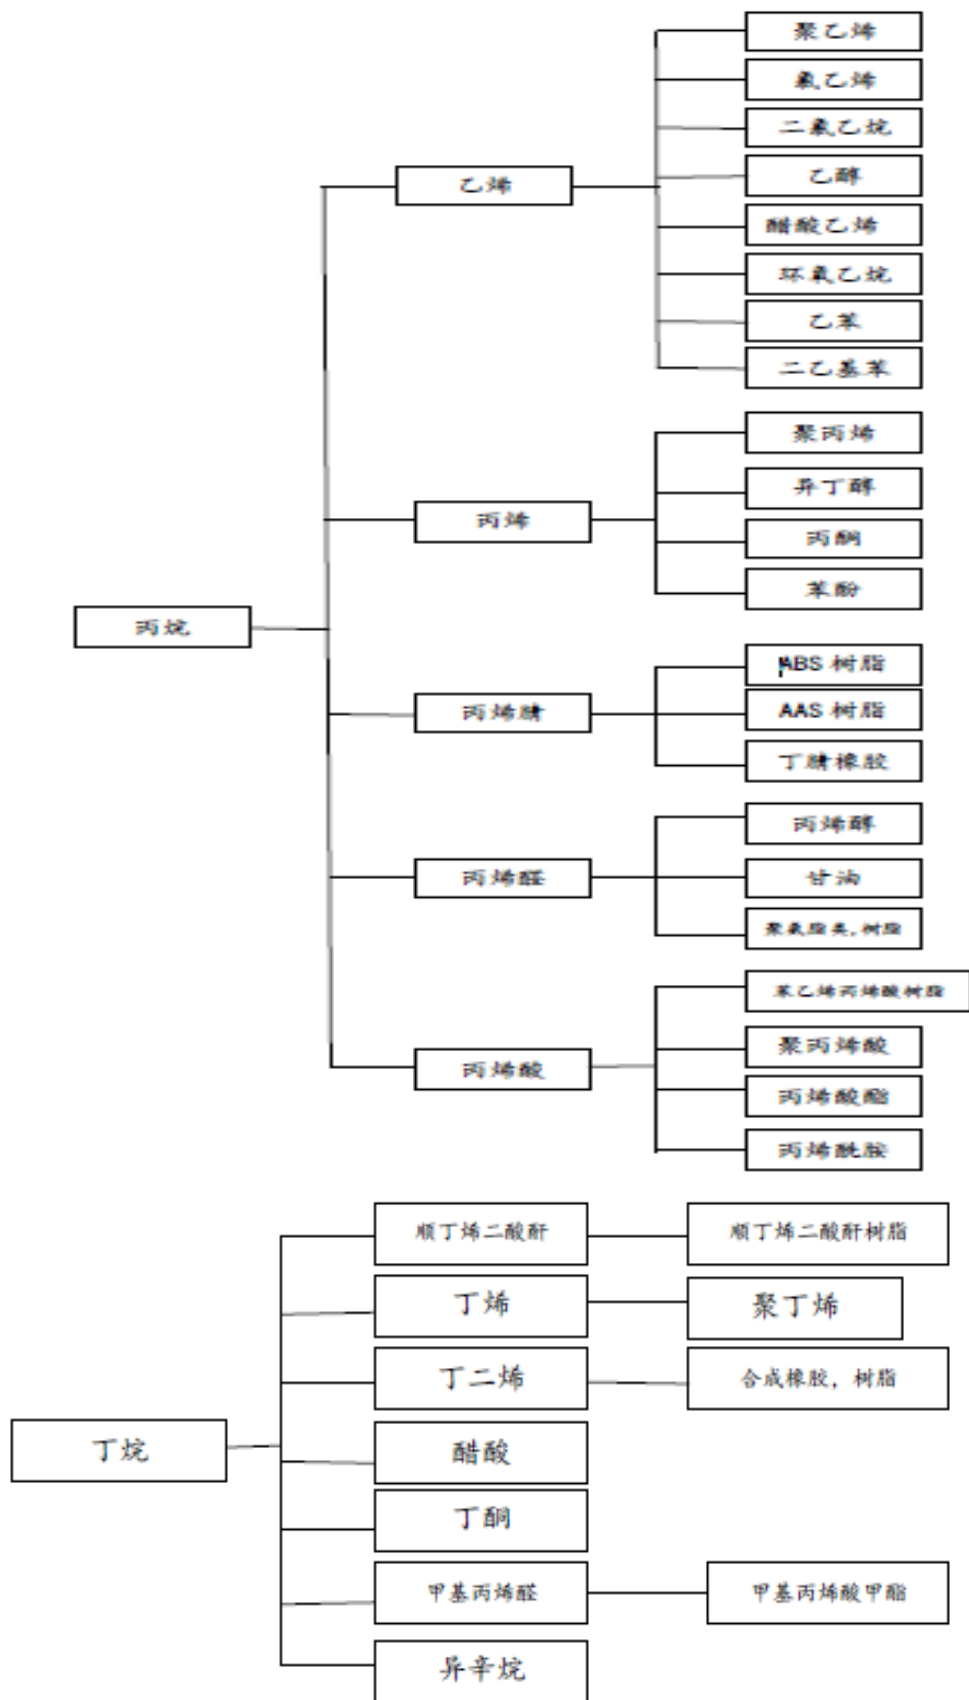 聚乙烯
氯乙烯
二氯乙烷
乙烯
乙醇
醋酸乙烯
环氧乙烷
乙苯
二乙基苯
聚丙烯
异丁醇
丙烯
丙酮
苯酚
丙烷
ABS 树脂
丙烯腈
AAS 树脂
丁腈橡胶
丙烯醇
丙烯醛
甘油
聚氨脂类,树脂
苯乙烯丙烯酸树脂
聚丙烯酸
丙烯酸
丙烯酸酯
丙烯酰胺
顺丁烯二酸酐
顺丁烯二酸酐树脂
丁烯
聚丁烯
丁二烯
合成橡胶，树脂
丁烷
醋酸
丁酮
甲基丙烯醛
甲基丙烯酸甲酯
异辛烷